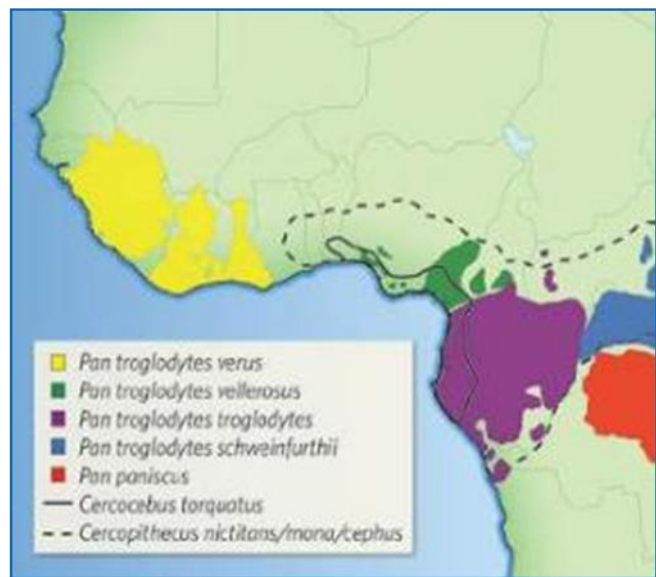 Pan troglodytes verus
Pan troglodytes vellerosus
Pan troglodytes troglodytes
Pan troglodytes schweinfurthii
Pan paniscus
Cercocebus torquatus
Cercopithecus nictitans/mona/cephus